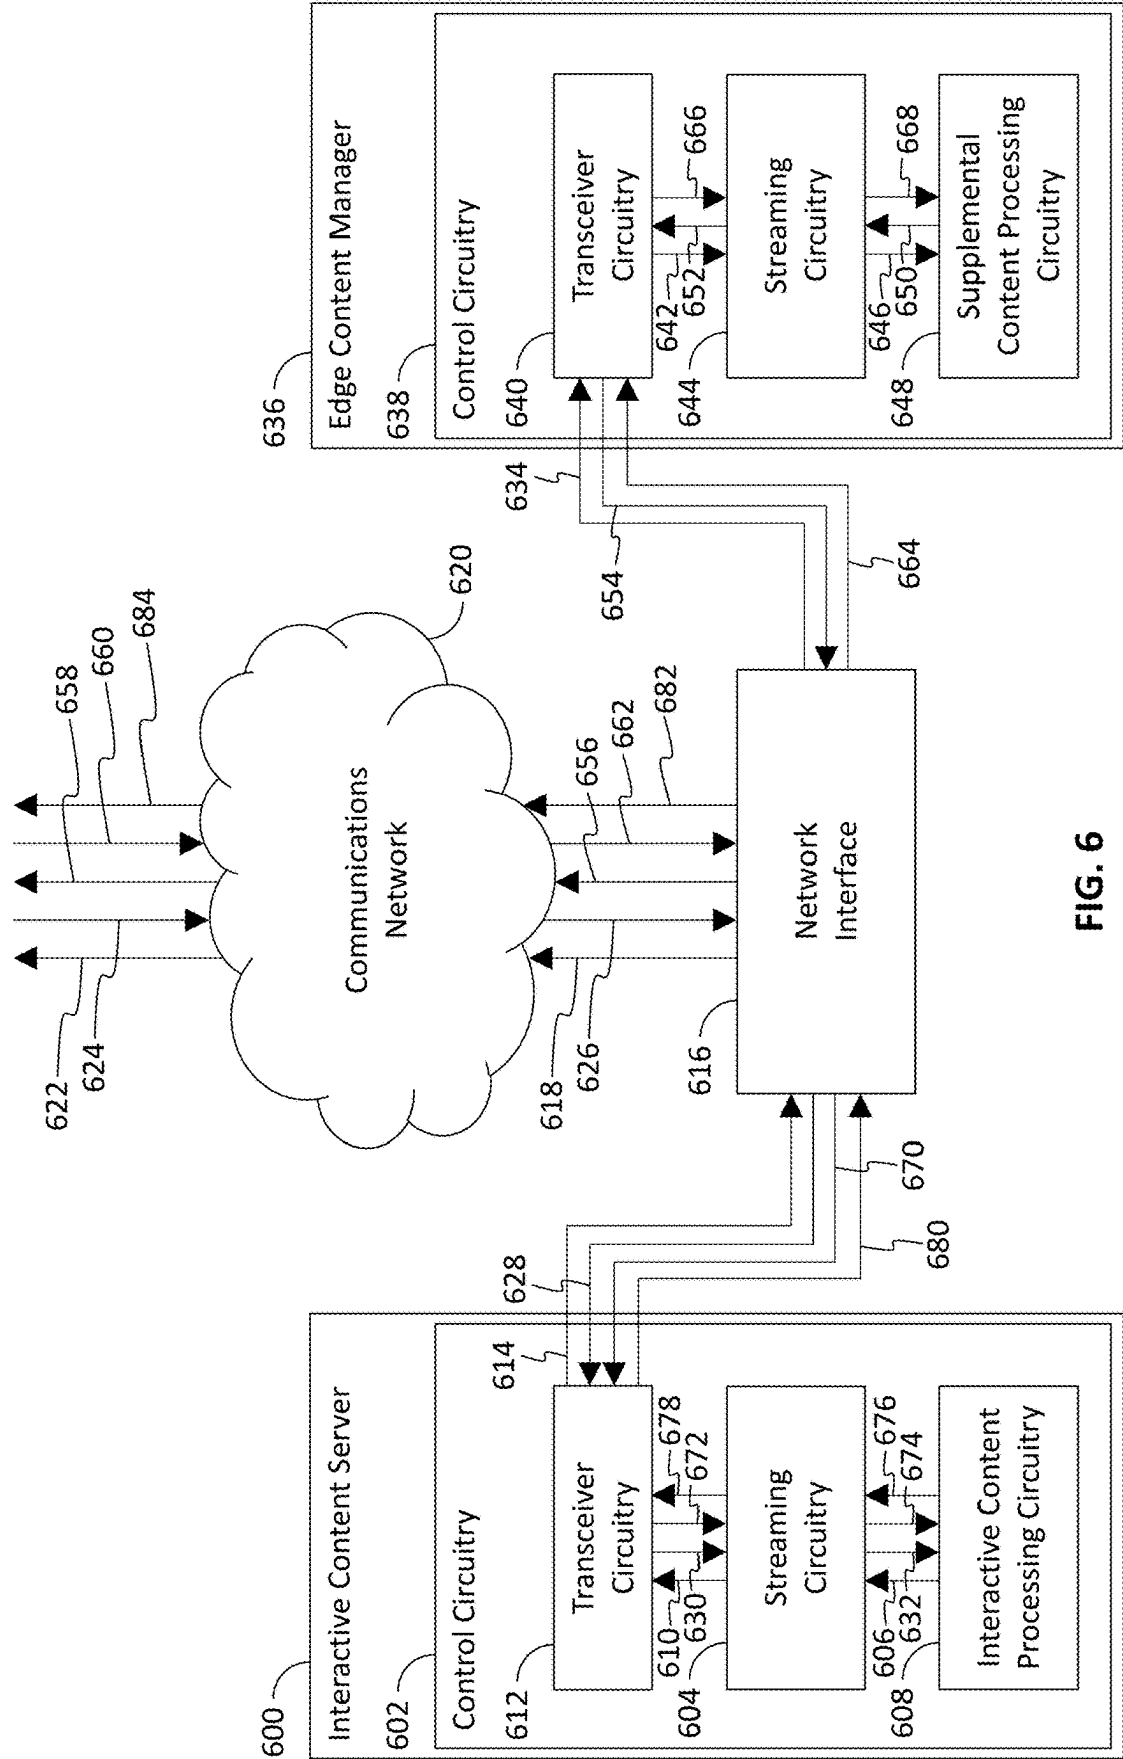 600
Interactive Content Server
602
Control Circuitry
612
Transceiver
Circuitry
610
630
672
678
604
Streaming
Circuitry
606
632
674
676
608
Interactive Content
Processing Circuitry
614
628
670
680
622
624
658
660
684
Communications
Network
620
618
626
656
662
682
616
Network
Interface
634
654
664
636
Edge Content Manager
638
Control Circuitry
640
Transceiver
Circuitry
642
652
666
644
Streaming
Circuitry
646
650
668
648
Supplemental
Content Processing
Circuitry
FIG. 6